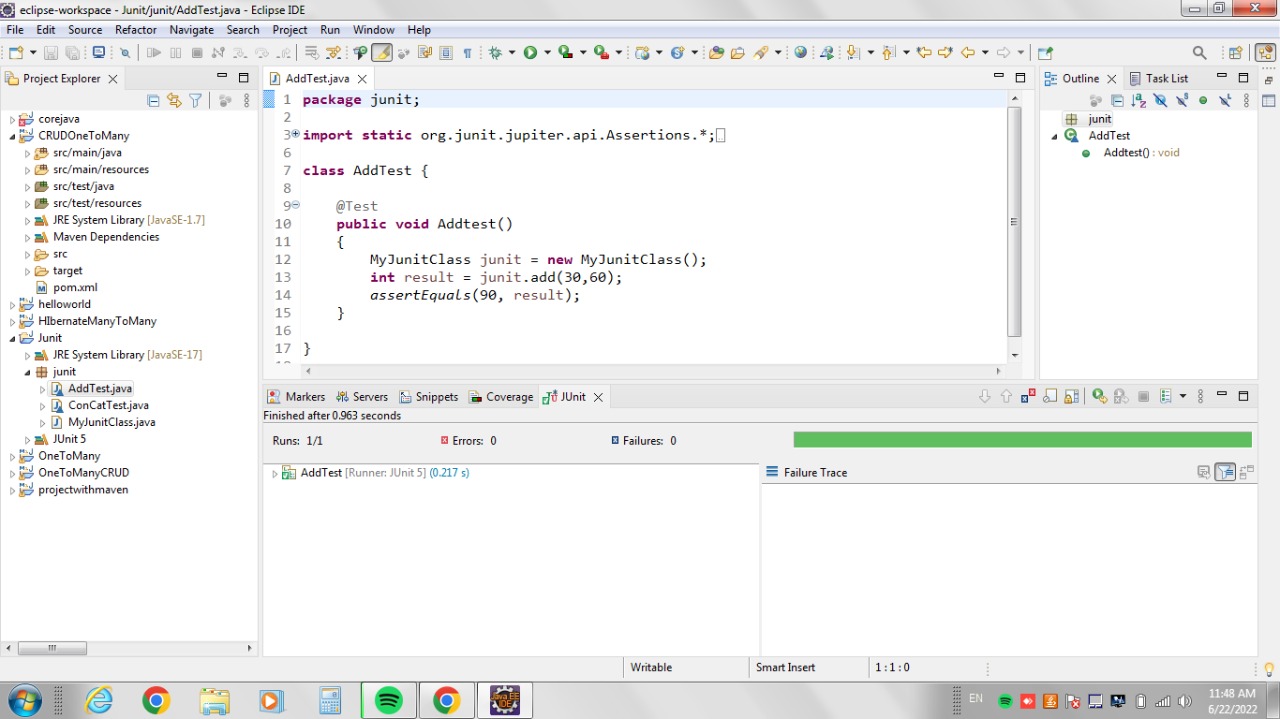 eclipse-workspace - Junit/junit/AddTest.java - Eclipse IDE
File Edit Source Refactor Navigate Search Project Run Window Help
Project Explorer
corejava
CRUDOneToMany
src/main/java
src/main/resources
src/test/java
src/test/resources
JRE System Library [JavaSE-1.7]
Maven Dependencies
src
target
pom.xml
helloworld
HIbernateManyToMany
Junit
JRE System Library [JavaSE-17]
junit
AddTest.java
ConCatTest.java
MyJunitClass.java
JUnit 5
OneToMany
OneToManyCRUD
projectwithmaven
AddTest.java
1 package junit;
2
3 import static org.junit.jupiter.api.Assertions.*;
6
7 class AddTest {
8
9 @Test
10 public void Addtest()
11 {
12 MyJunitClass junit = new MyJunitClass();
13 int result = junit.add(30,60);
14 assertEquals(90, result);
15 }
16
17 }
Outline Task List
junit
AddTest
Addtest() : void
Markers Servers Snippets Coverage JUnit
Finished after 0.963 seconds
Runs: 1/1 Errors: 0 Failures: 0
AddTest [Runner: JUnit 5] (0.217 s)
Failure Trace
Writable Smart Insert 1 : 1 : 0
Java EE
IDE
EN
11:48 AM
6/22/2022